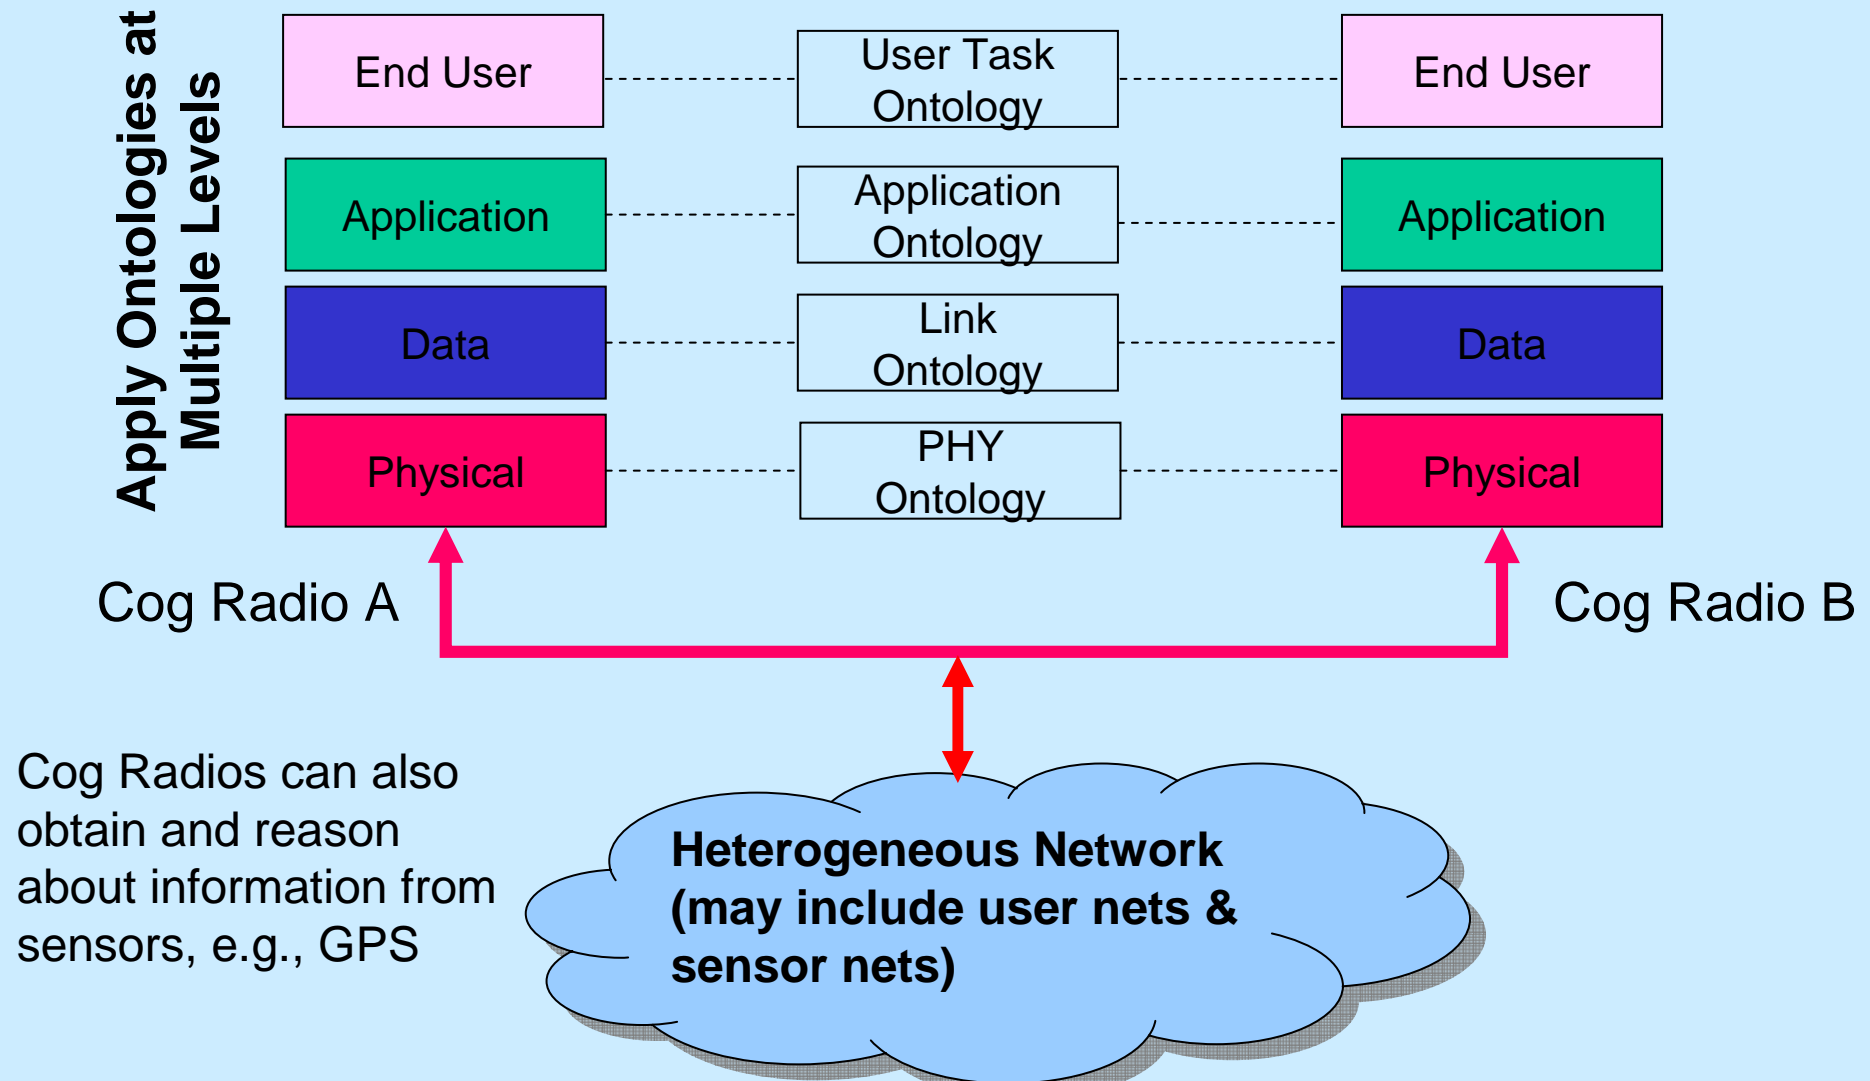 Apply Ontologies at
Multiple Levels
End User
User Task
Ontology
End User
Application
Application
Ontology
Application
Data
Link
Ontology
Data
Physical
PHY
Ontology
Physical
Cog Radio A
Cog Radio B
Cog Radios can also
obtain and reason
about information from
sensors, e.g., GPS
Heterogeneous Network
(may include user nets &
sensor nets)